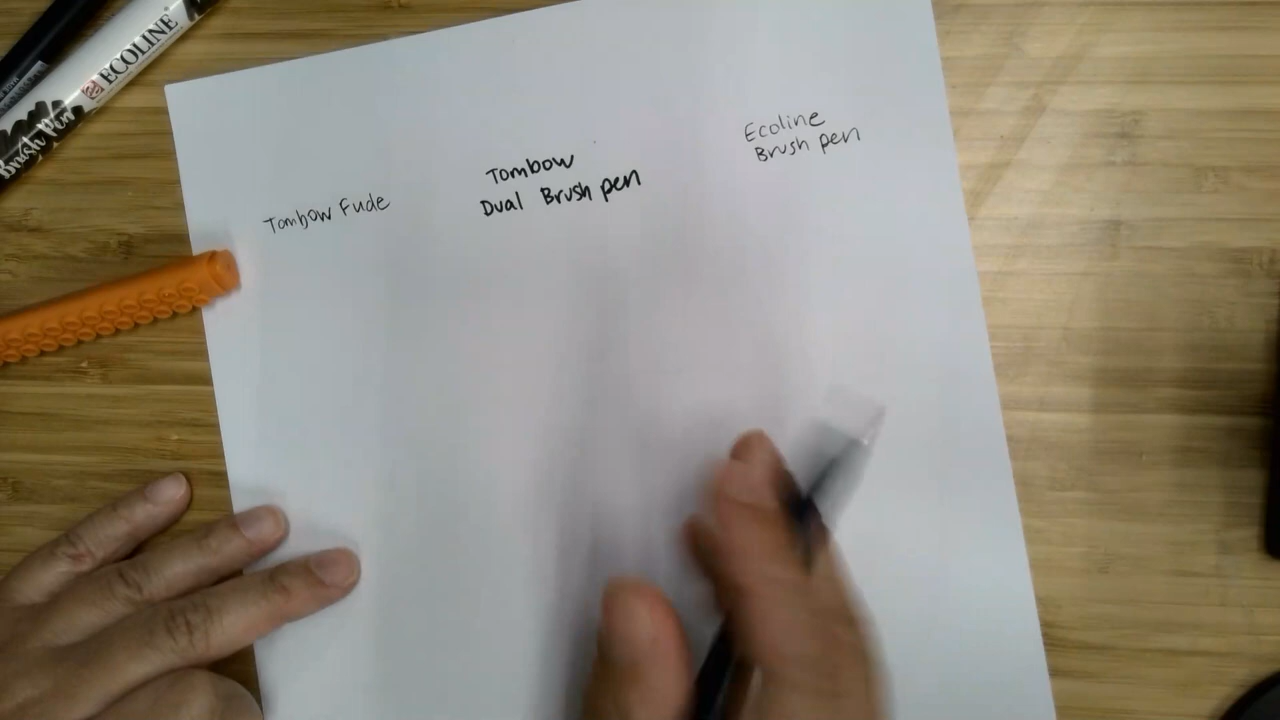 ECOLINE
Brush Pen
Tombow Fude
Tombow
Dual Brush pen
Ecoline
Brush pen